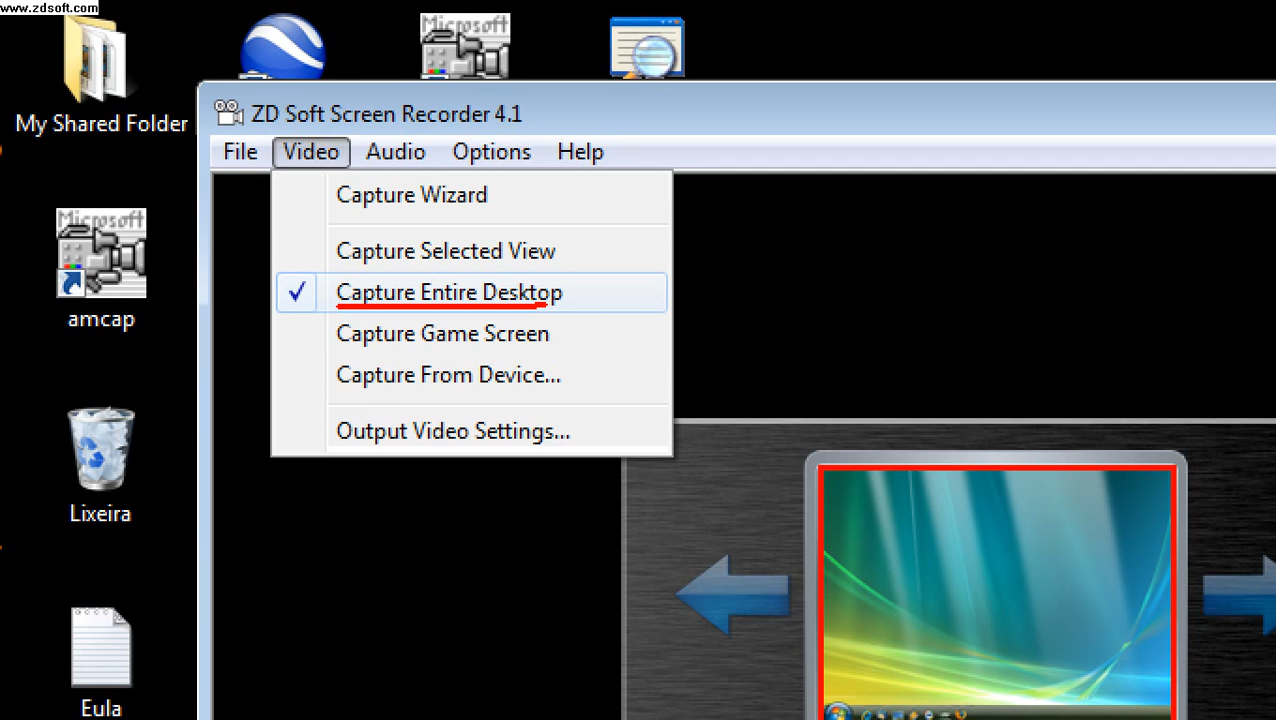 www.zdsoft.com
Microsoft
My Shared Folder
ZD Soft Screen Recorder 4.1
File Video Audio Options Help
Capture Wizard
Capture Selected View
Capture Entire Desktop
Capture Game Screen
Capture From Device...
Output Video Settings...
Microsoft
amcap
Lixeira
Eula